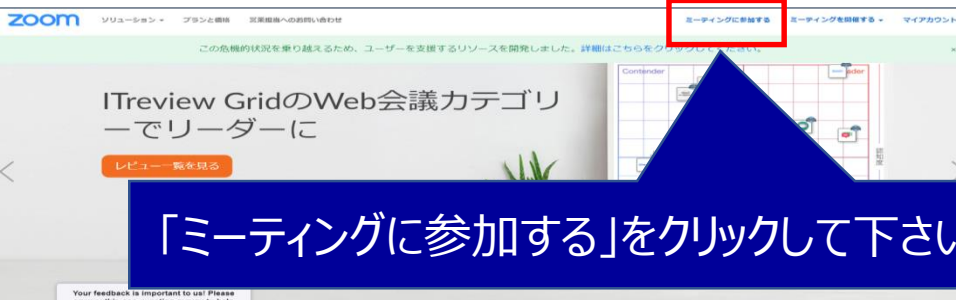 zoom ソリューション プランと価格 営業担当へのお問い合わせ ミーティングに参加する ミーティングを開催する マイアカウント
この危機的状況を乗り越えるため、ユーザーを支援するリソースを開発しました。詳細はこちらをクリックしてください。
Contender
ITreview GridのWeb会議カテゴリ
ーでリーダーに
認知度
レビュー一覧を見る
「ミーティングに参加する」をクリックして下さい
Your feedback is important to us! Please